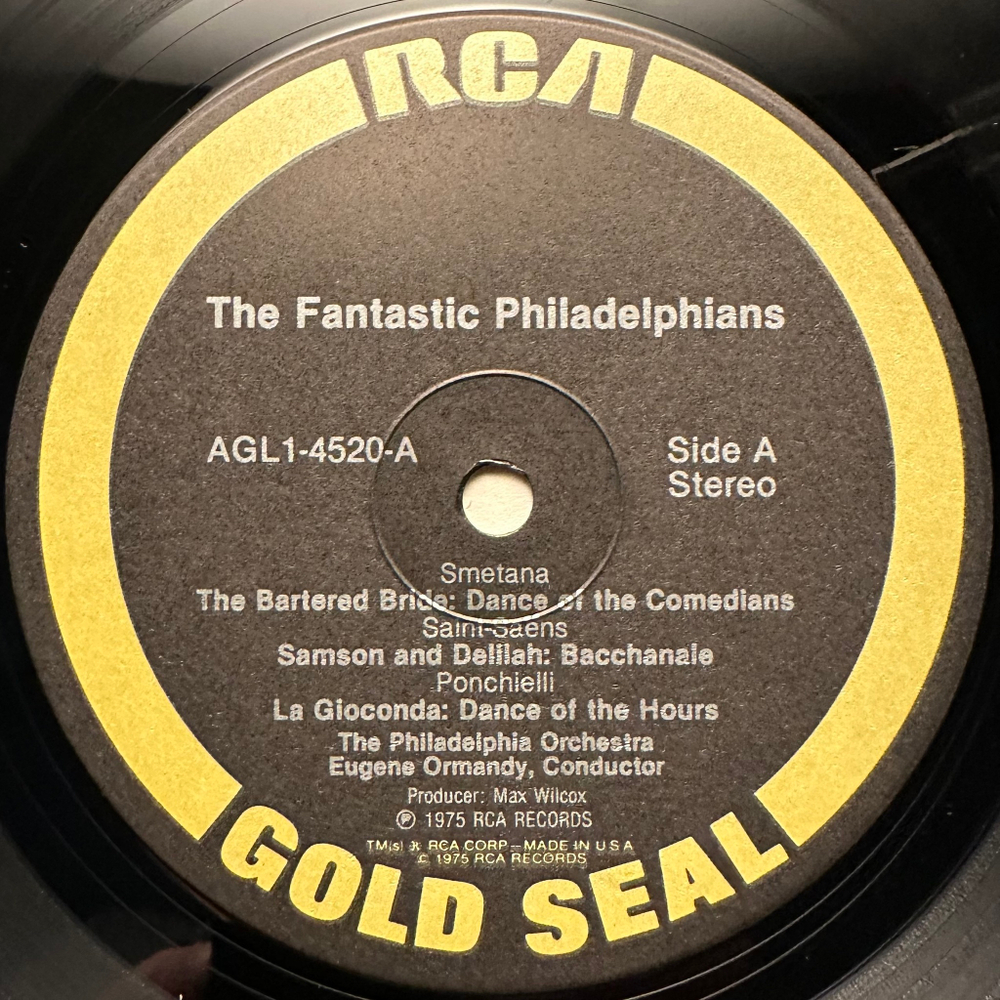 RCA
The Fantastic Philadelphians
AGL1-4520-A
Side A
Stereo
Smetana
The Bartered Bride: Dance of the Comedians
Saint-Saëns
Samson and Delilah: Bacchanale
Ponchielli
La Gioconda: Dance of the Hours
The Philadelphia Orchestra
Eugene Ormandy, Conductor
Producer: Max Wilcox
℗ 1975 RCA RECORDS
TM(s) ® RCA CORP—MADE IN U S A
© 1975 RCA RECORDS
GOLD SEAL